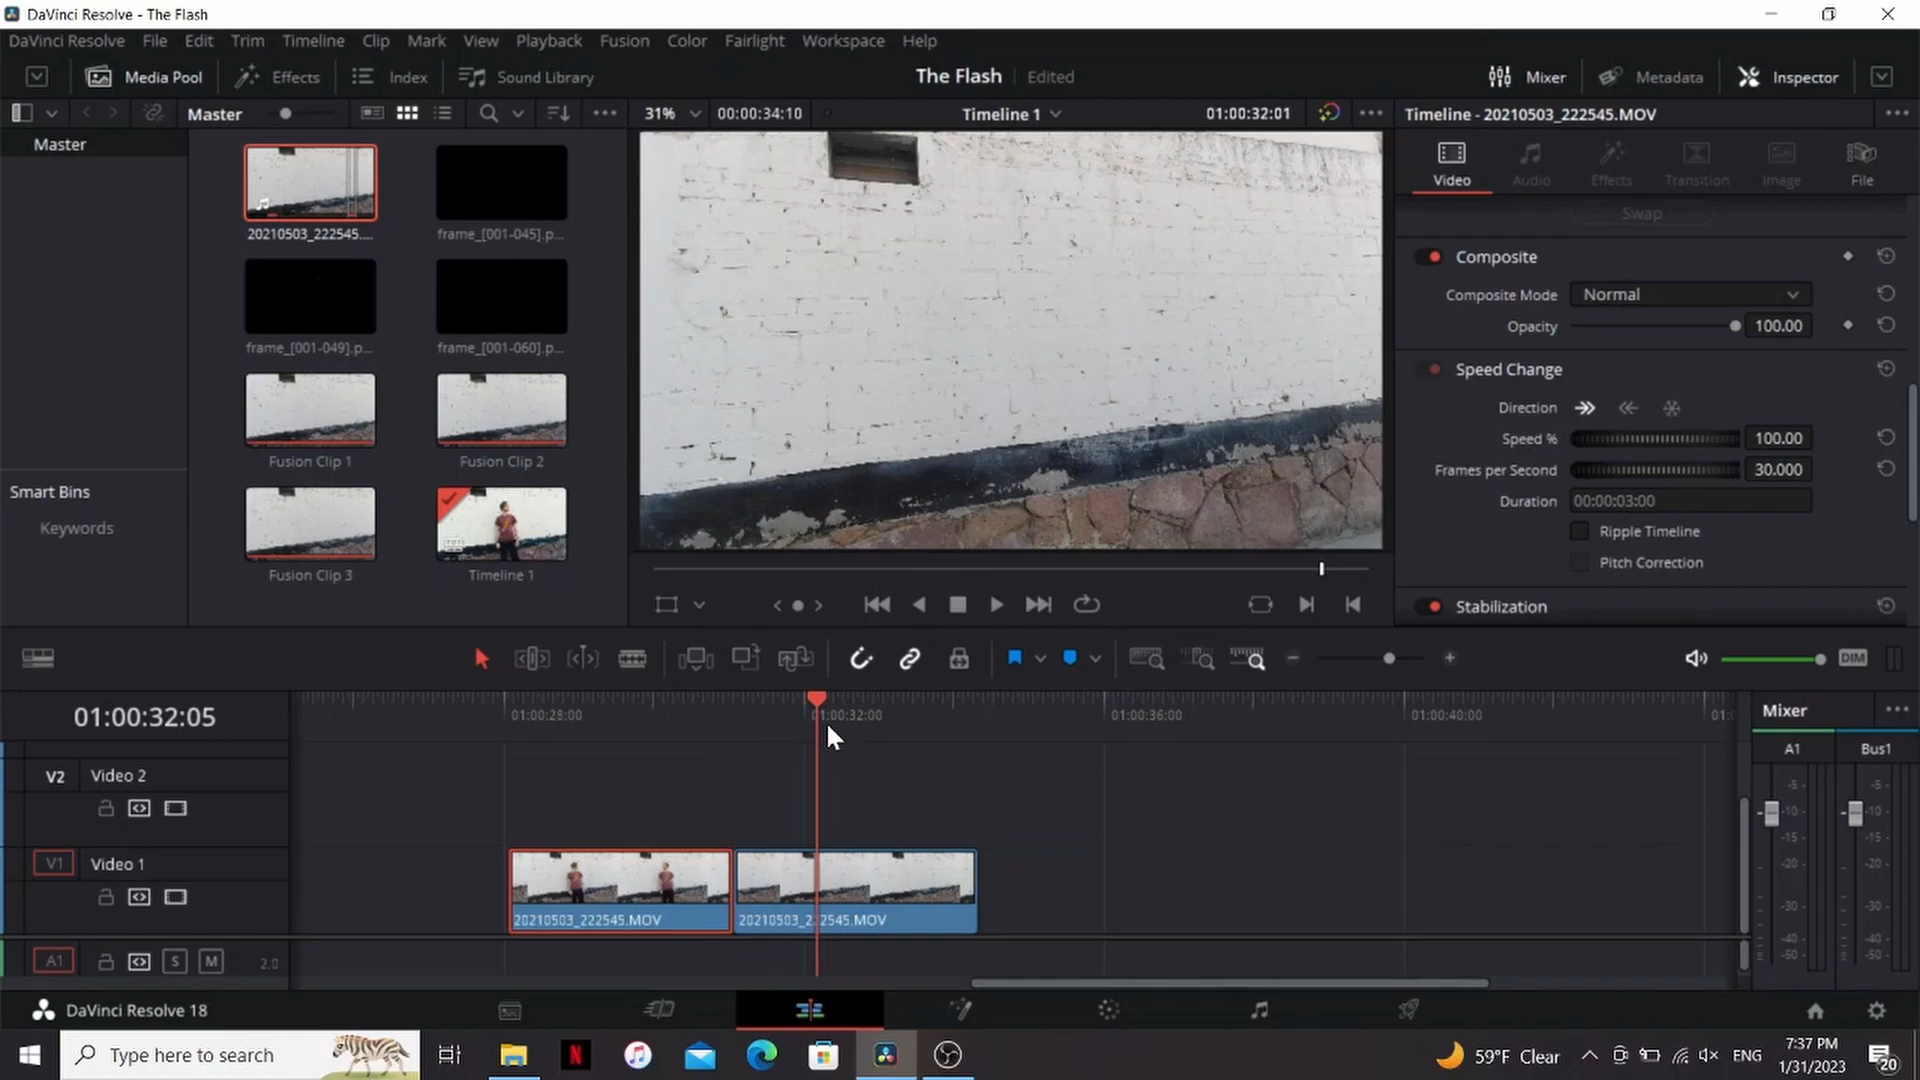 DaVinci Resolve - The Flash
DaVinci Resolve File Edit Trim Timeline Clip Mark View Playback Fusion Color Fairlight Workspace Help
Media Pool Effects Index Sound Library The Flash Edited Mixer Metadata Inspector
Master 31% 00:00:34:10 Timeline 1 01:00:32:01 Timeline - 20210503_222545.MOV
Master
Video Audio Effects Transition Image File
Swap
20210503_222545.... frame_[001-045].p...
Composite
Composite Mode Normal
Opacity 100.00
frame_[001-049].p... frame_[001-060].p...
Speed Change
Direction
Speed % 100.00
Fusion Clip 1 Fusion Clip 2
Frames per Second 30.000
Smart Bins
Duration 00:00:03:00
Keywords
Ripple Timeline
Pitch Correction
Fusion Clip 3 Timeline 1
Stabilization
DIM
01:00:32:05 01:00:28:00 01:00:32:00 01:00:36:00 01:00:40:00 01: Mixer
A1 Bus1
V2 Video 2
-5 -5
-10 -10
-15 -15
-20 -20
-30 -30
-40 -40
-50 -50
V1 Video 1
20210503_222545.MOV 20210503_222545.MOV
A1 S M 2.0
DaVinci Resolve 18
Type here to search N 59°F Clear ENG 7:37 PM
1/31/2023 20